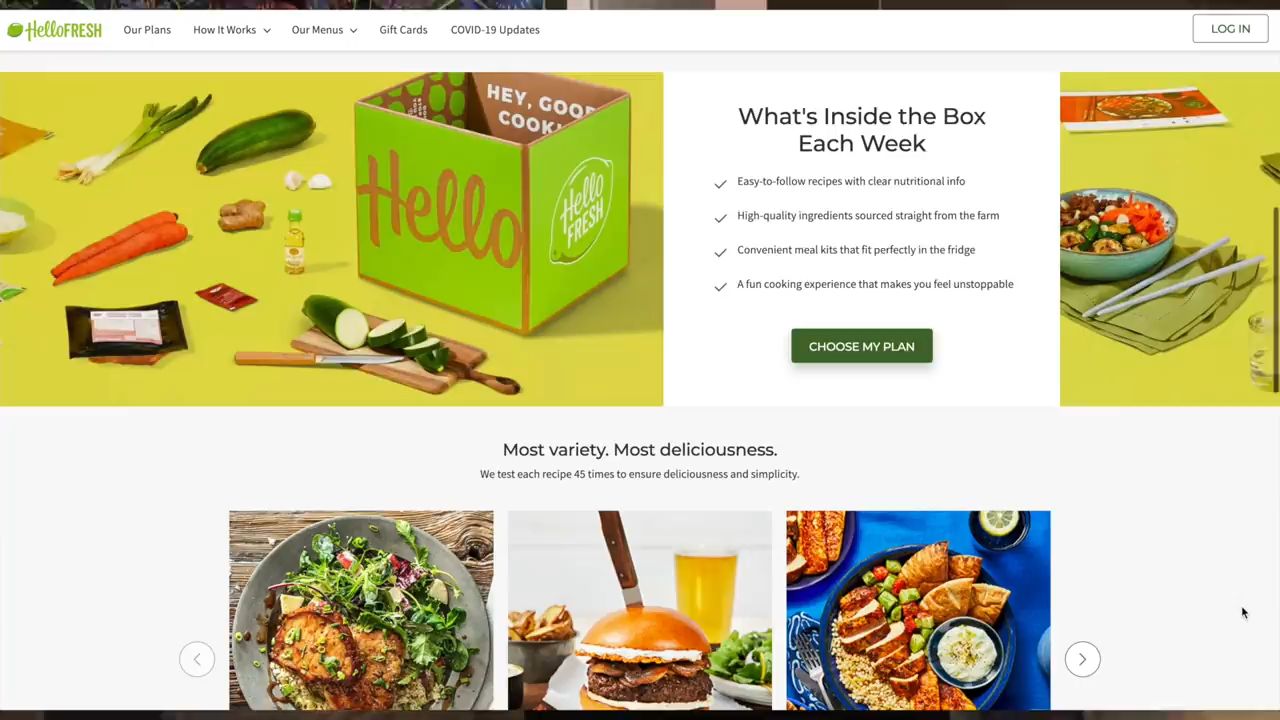 HelloFRESH
Our Plans
How It Works
Our Menus
Gift Cards
COVID-19 Updates
LOG IN
HEY, GOOD
COOK
Hello
Hello
FRESH
What's Inside the Box
Each Week
Easy-to-follow recipes with clear nutritional info
High-quality ingredients sourced straight from the farm
Convenient meal kits that fit perfectly in the fridge
A fun cooking experience that makes you feel unstoppable
CHOOSE MY PLAN
Most variety. Most deliciousness.
We test each recipe 45 times to ensure deliciousness and simplicity.